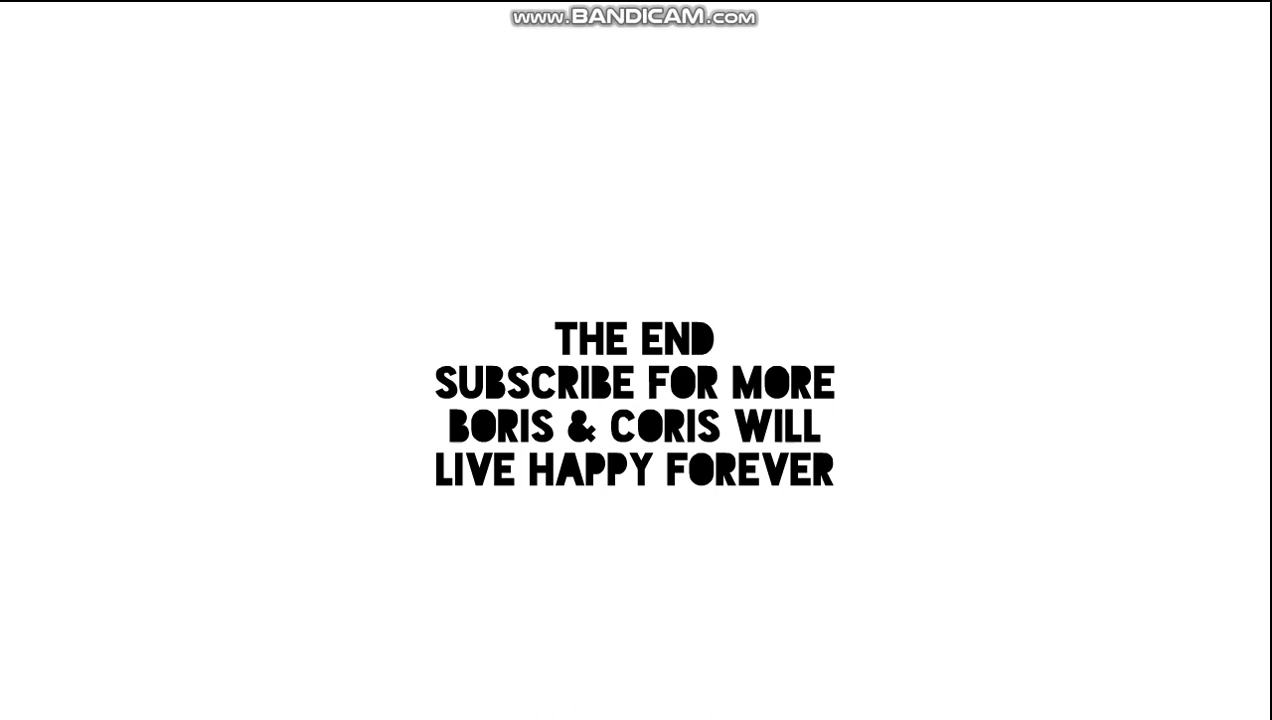 www.BANDICAM.com
THE END
SUBSCRIBE FOR MORE
BORIS & CORIS WILL
LIVE HAPPY FOREVER